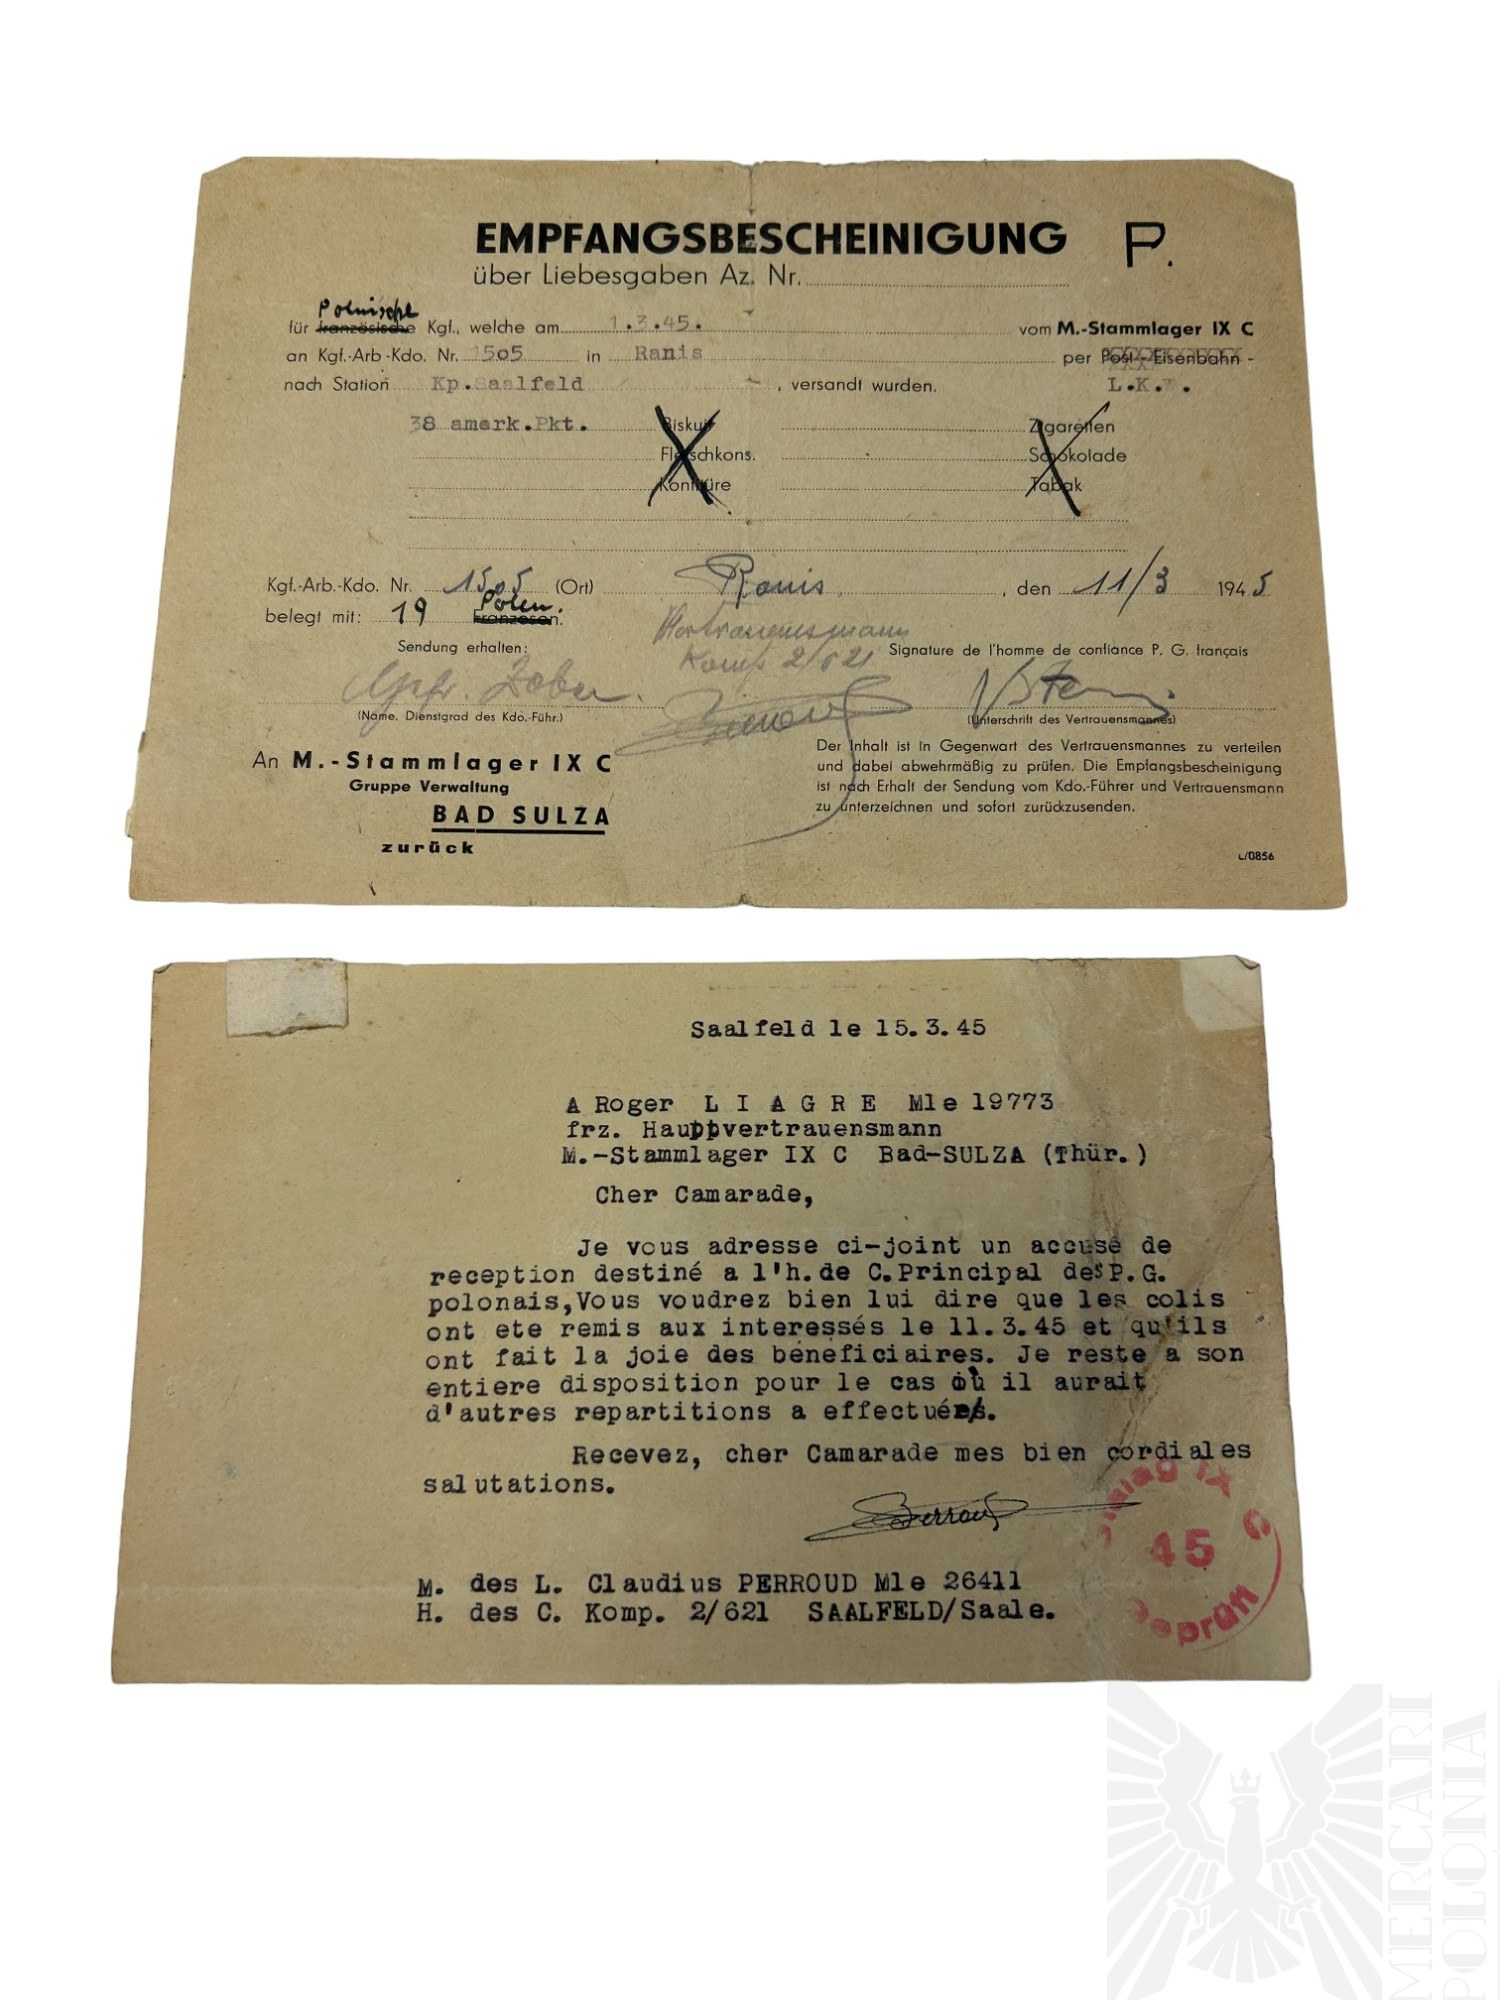 EMPFANGSBESCHEINIGUNG P.
über Liebesgaben Az. Nr.
Polnische
für französische Kgf., welche am 1.3.45. vom M.-Stammlager IX C
an Kgf.-Arb.-Kdo. Nr. 1505 in Ranis per Post - Eisenbahn -
nach Station Kp.Saalfeld , versandt wurden. L.K.W.
38 amerk.Pkt. Biskuit Zigaretten
Fleischkons. Schokolade
Konfitüre Tabak
Kgf.-Arb.-Kdo. Nr. 1505 (Ort) Ranis , den 11/3 1945
Polen.
belegt mit: 19 Franzosen.
Vertrauensmann
Sendung erhalten: Komp 2/621 Signature de l'homme de confiance P. G. français
Gefr.
(Name, Dienstgrad des Kdo.-Führ.) (Unterschrift des Vertrauensmannes)
An M.-Stammlager IX C
Gruppe Verwaltung
BAD SULZA
zurück
Der Inhalt ist in Gegenwart des Vertrauensmannes zu verteilen
und dabei abwehrmäßig zu prüfen. Die Empfangsbescheinigung
ist nach Erhalt der Sendung vom Kdo.-Führer und Vertrauensmann
zu unterzeichnen und sofort zurückzusenden.
L/0856
Saalfeld le 15.3.45
A Roger L I A G R E Mle 19773
frz. Hauptvertrauensmann
M.-Stammlager IX C Bad-SULZA (Thür.)
Cher Camarade,
Je vous adresse ci-joint un accusé de
reception destiné a l'h.de C.Principal des P.G.
polonais,Vous voudrez bien lui dire que les colis
ont ete remis aux interessés le 11.3.45 et qu'ils
ont fait la joie des beneficiaires. Je reste a son
entiere disposition pour le cas où il aurait
d'autres repartitions a effectuer.
Recevez, cher Camarade mes bien cordiales
salutations.
Perroud
M. des L. Claudius PERROUD Mle 26411
H. des C. Komp. 2/621 SAALFELD/Saale.
Stalag IX C
45
Geprüft
MERCARI
POLONIA